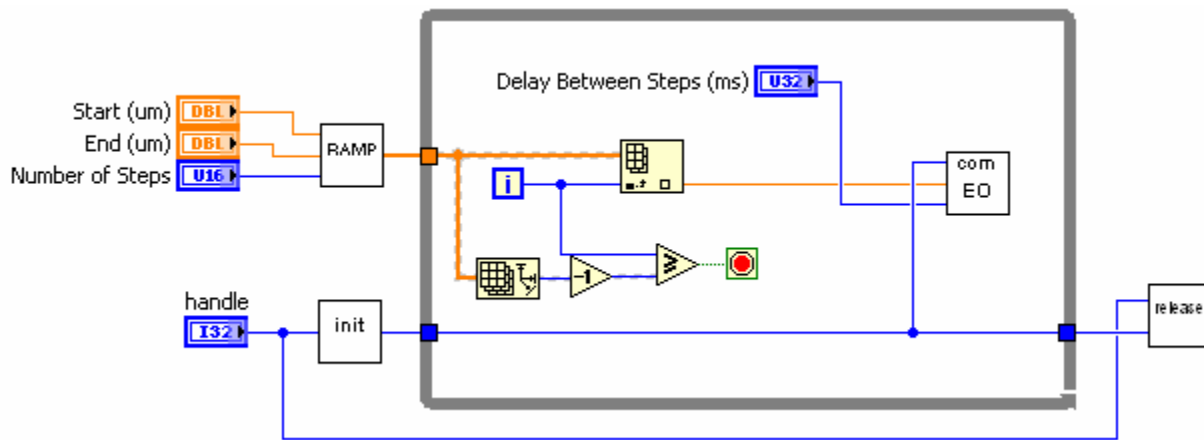 Delay Between Steps (ms) U32
Start (um) DBL
End (um) DBL
Number of Steps U16
RAMP
i
com
EO
-1
≥
handle
I32
init
release